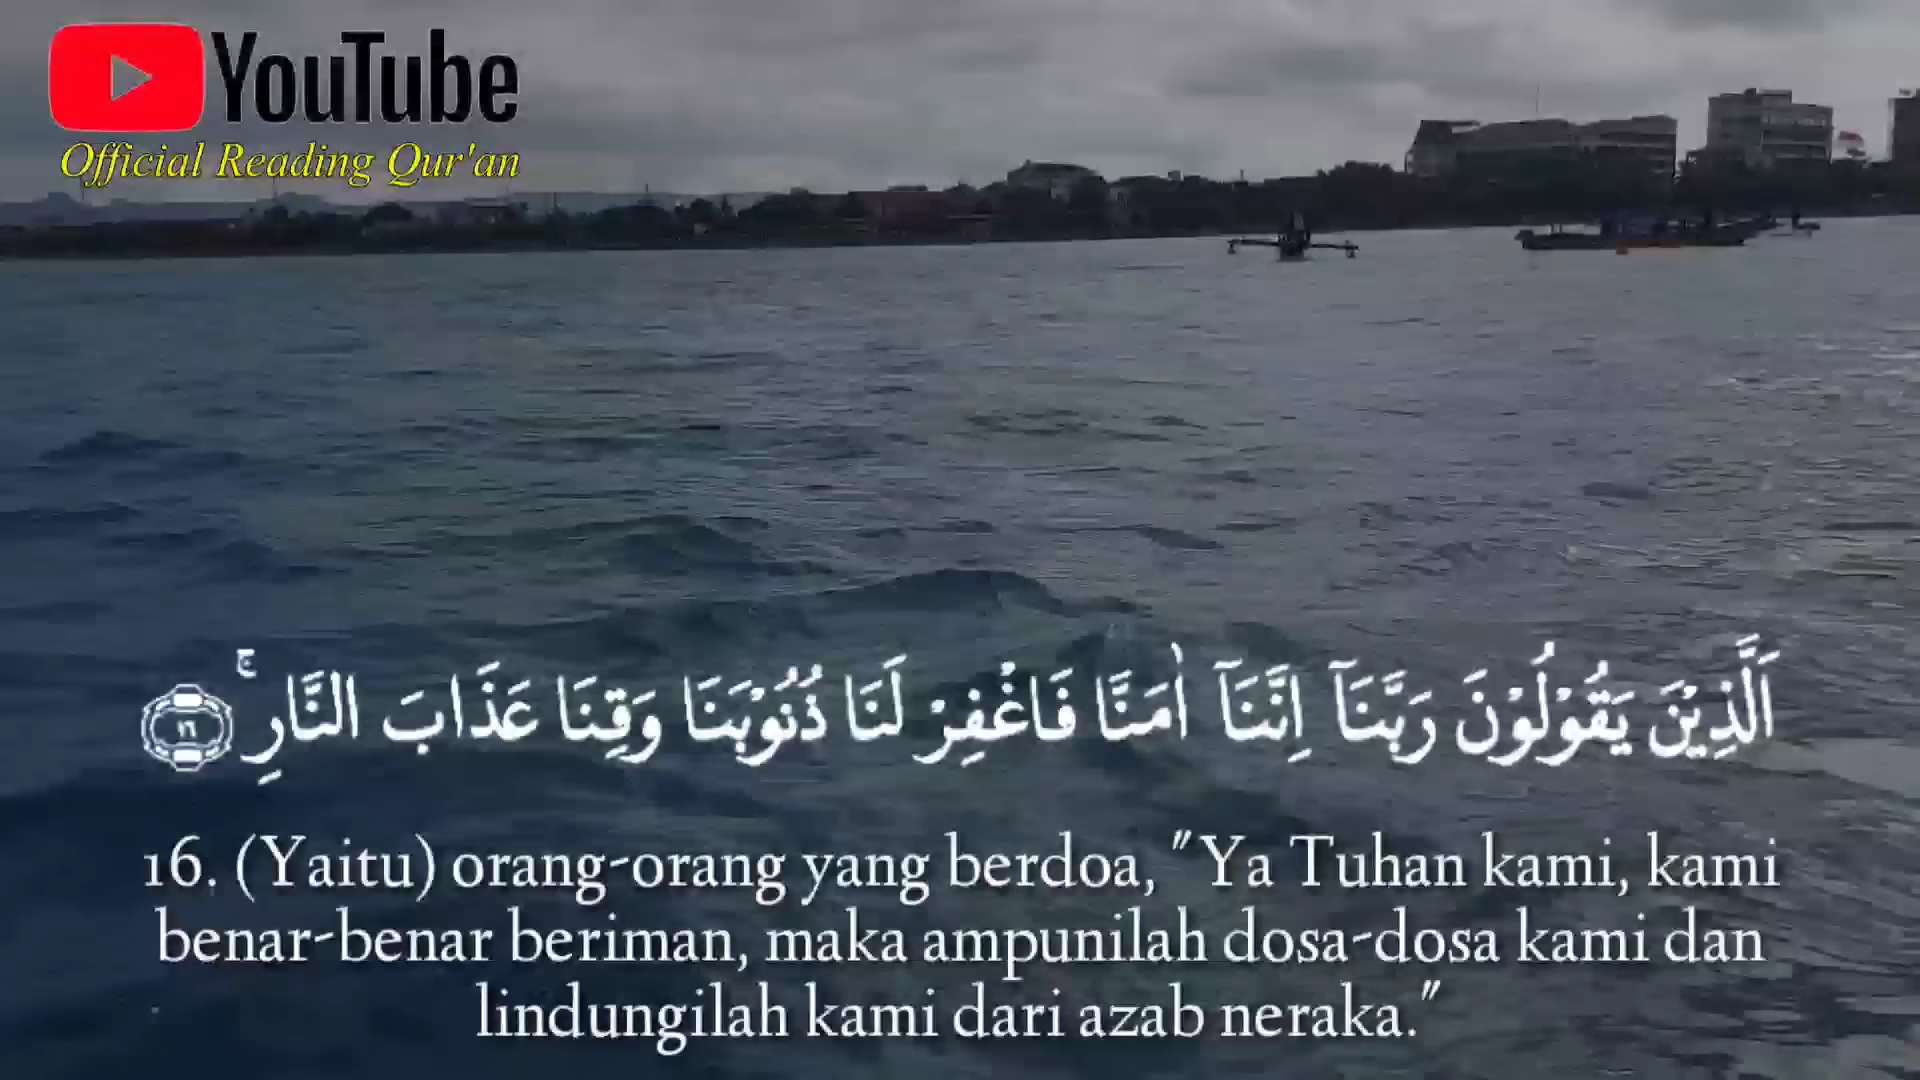 YouTube
Official Reading Qur'an
اَلَّذِيْنَ يَقُوْلُوْنَ رَبَّنَآ اِنَّنَآ اٰمَنَّا فَاغْفِرْ لَنَا ذُنُوْبَنَا وَقِنَا عَذَابَ النَّارِۚ ١٦
16. (Yaitu) orang-orang yang berdoa, "Ya Tuhan kami, kami
benar-benar beriman, maka ampunilah dosa-dosa kami dan
lindungilah kami dari azab neraka."